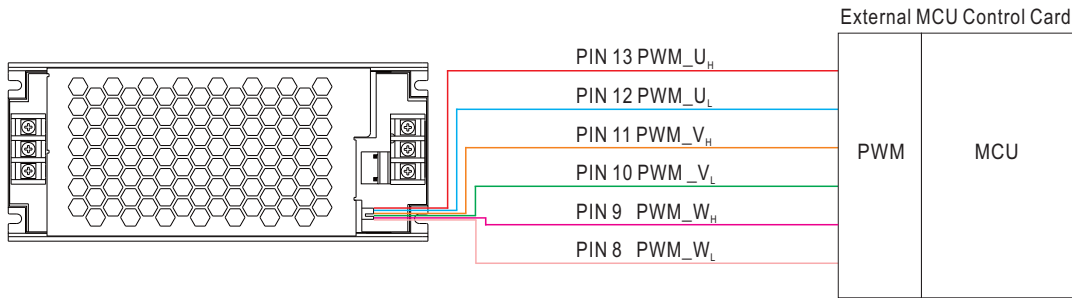 External MCU Control Card
PIN 13 PWM_UH
PIN 12 PWM_UL
PIN 11 PWM_VH
PIN 10 PWM _VL
PIN 9 PWM_WH
PIN 8 PWM_WL
PWM MCU